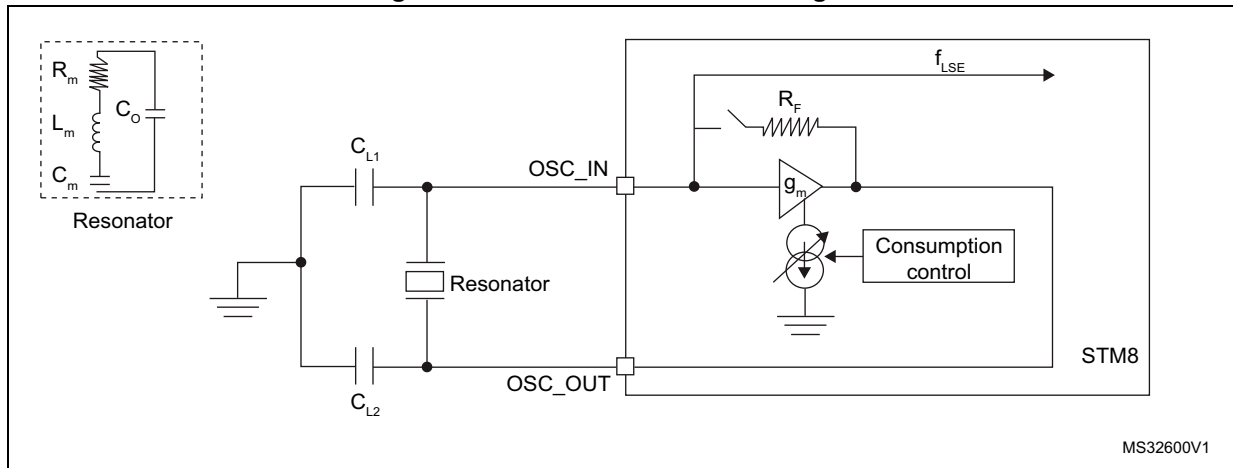 R_m
L_m
C_m
C_O
Resonator
C_L1
C_L2
Resonator
OSC_IN
OSC_OUT
f_LSE
R_F
g_m
Consumption
control
STM8
MS32600V1